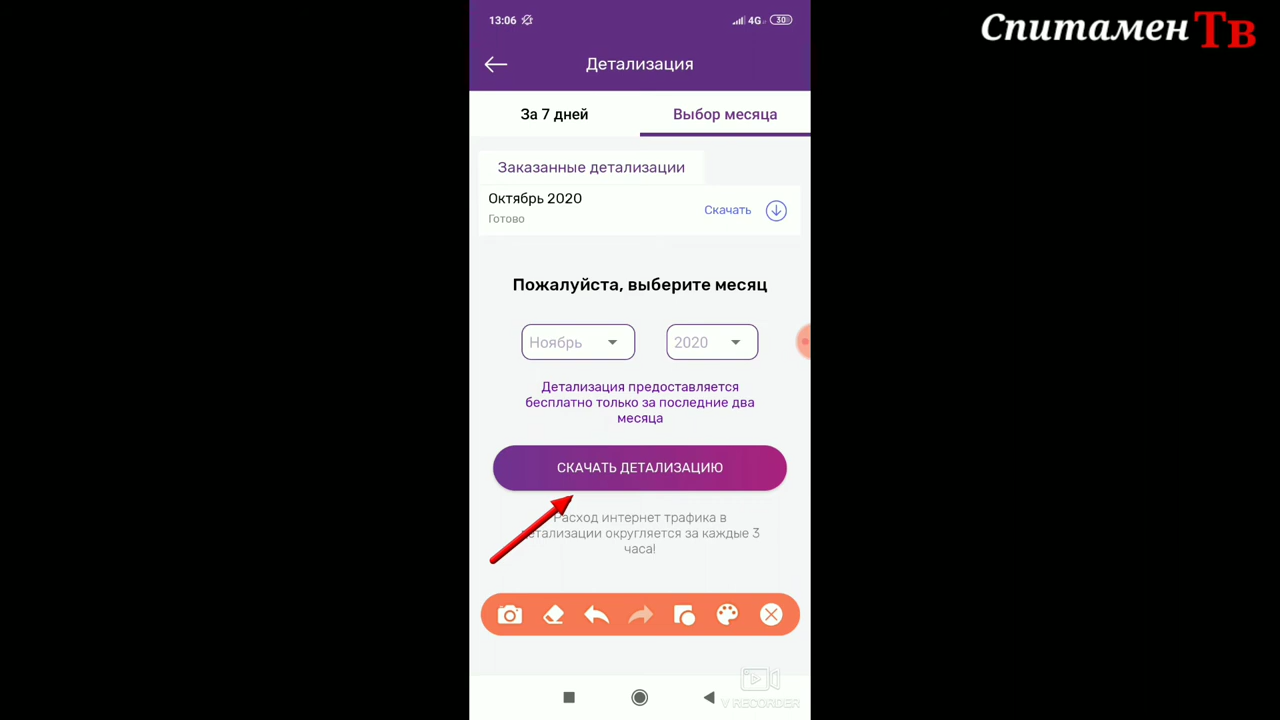 13:06
4G
30
Спитамен Тв
Детализация
За 7 дней
Выбор месяца
Заказанные детализации
Октябрь 2020
Готово
Скачать
Пожалуйста, выберите месяц
Ноябрь
2020
Детализация предоставляется
бесплатно только за последние два
месяца
СКАЧАТЬ ДЕТАЛИЗАЦИЮ
Расход интернет трафика в
детализации округляется за каждые 3
часа!
V RECORDER